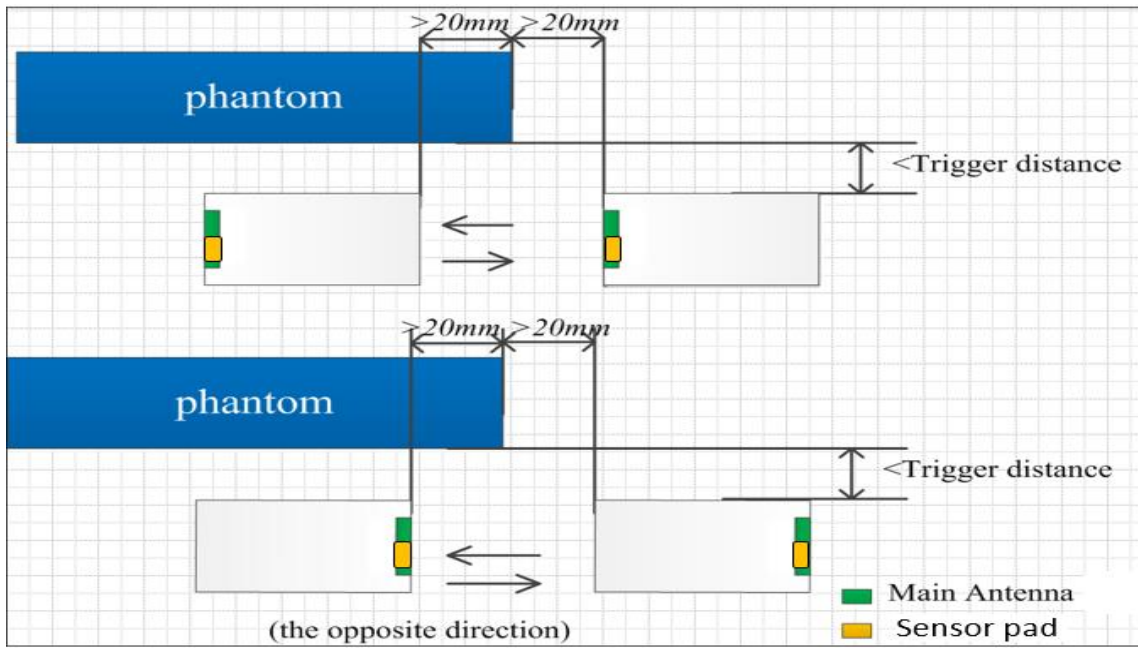 >20mm >20mm
phantom
<Trigger distance
>20mm >20mm
phantom
<Trigger distance
(the opposite direction)
Main Antenna
Sensor pad